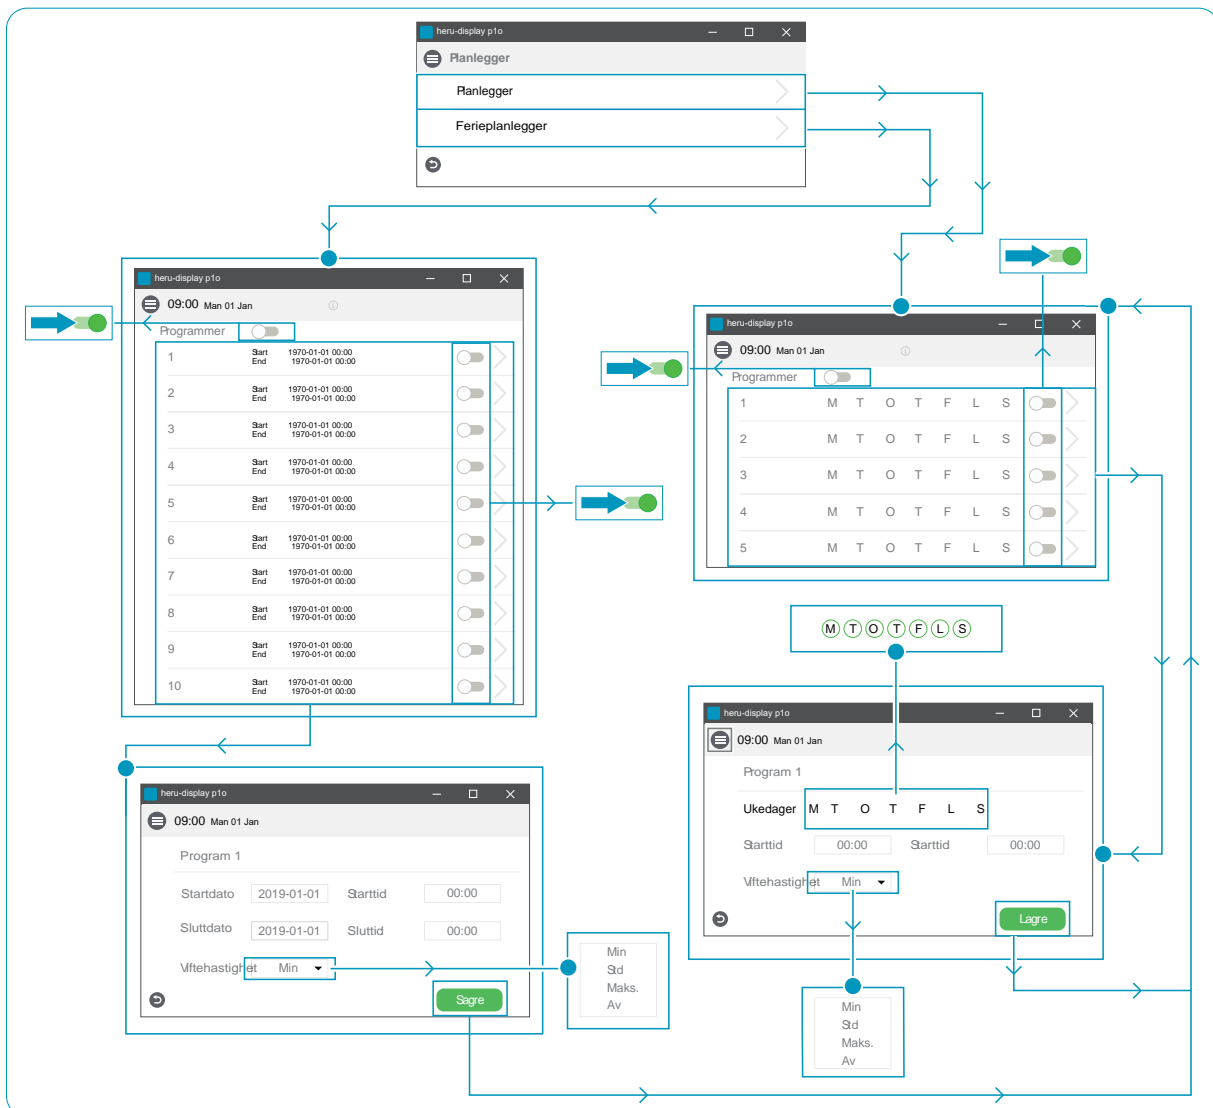 heru-display p1o
Planlegger
Planlegger
Ferieplanlegger
heru-display p1o
09:00 Man 01 Jan
Programmer
1 Start 1970-01-01 00:00
End 1970-01-01 00:00
2 Start 1970-01-01 00:00
End 1970-01-01 00:00
3 Start 1970-01-01 00:00
End 1970-01-01 00:00
4 Start 1970-01-01 00:00
End 1970-01-01 00:00
5 Start 1970-01-01 00:00
End 1970-01-01 00:00
6 Start 1970-01-01 00:00
End 1970-01-01 00:00
7 Start 1970-01-01 00:00
End 1970-01-01 00:00
8 Start 1970-01-01 00:00
End 1970-01-01 00:00
9 Start 1970-01-01 00:00
End 1970-01-01 00:00
10 Start 1970-01-01 00:00
End 1970-01-01 00:00
heru-display p1o
09:00 Man 01 Jan
Programmer
1 M T O T F L S
2 M T O T F L S
3 M T O T F L S
4 M T O T F L S
5 M T O T F L S
M T O T F L S
heru-display p1o
09:00 Man 01 Jan
Program 1
Ukedager M T O T F L S
Starttid 00:00 Starttid 00:00
Viftehastighet Min
Lagre
Min
Std
Maks.
Av
heru-display p1o
09:00 Man 01 Jan
Program 1
Startdato 2019-01-01 Starttid 00:00
Sluttdato 2019-01-01 Sluttid 00:00
Viftehastighet Min
Sagre
Min
Std
Maks.
Av